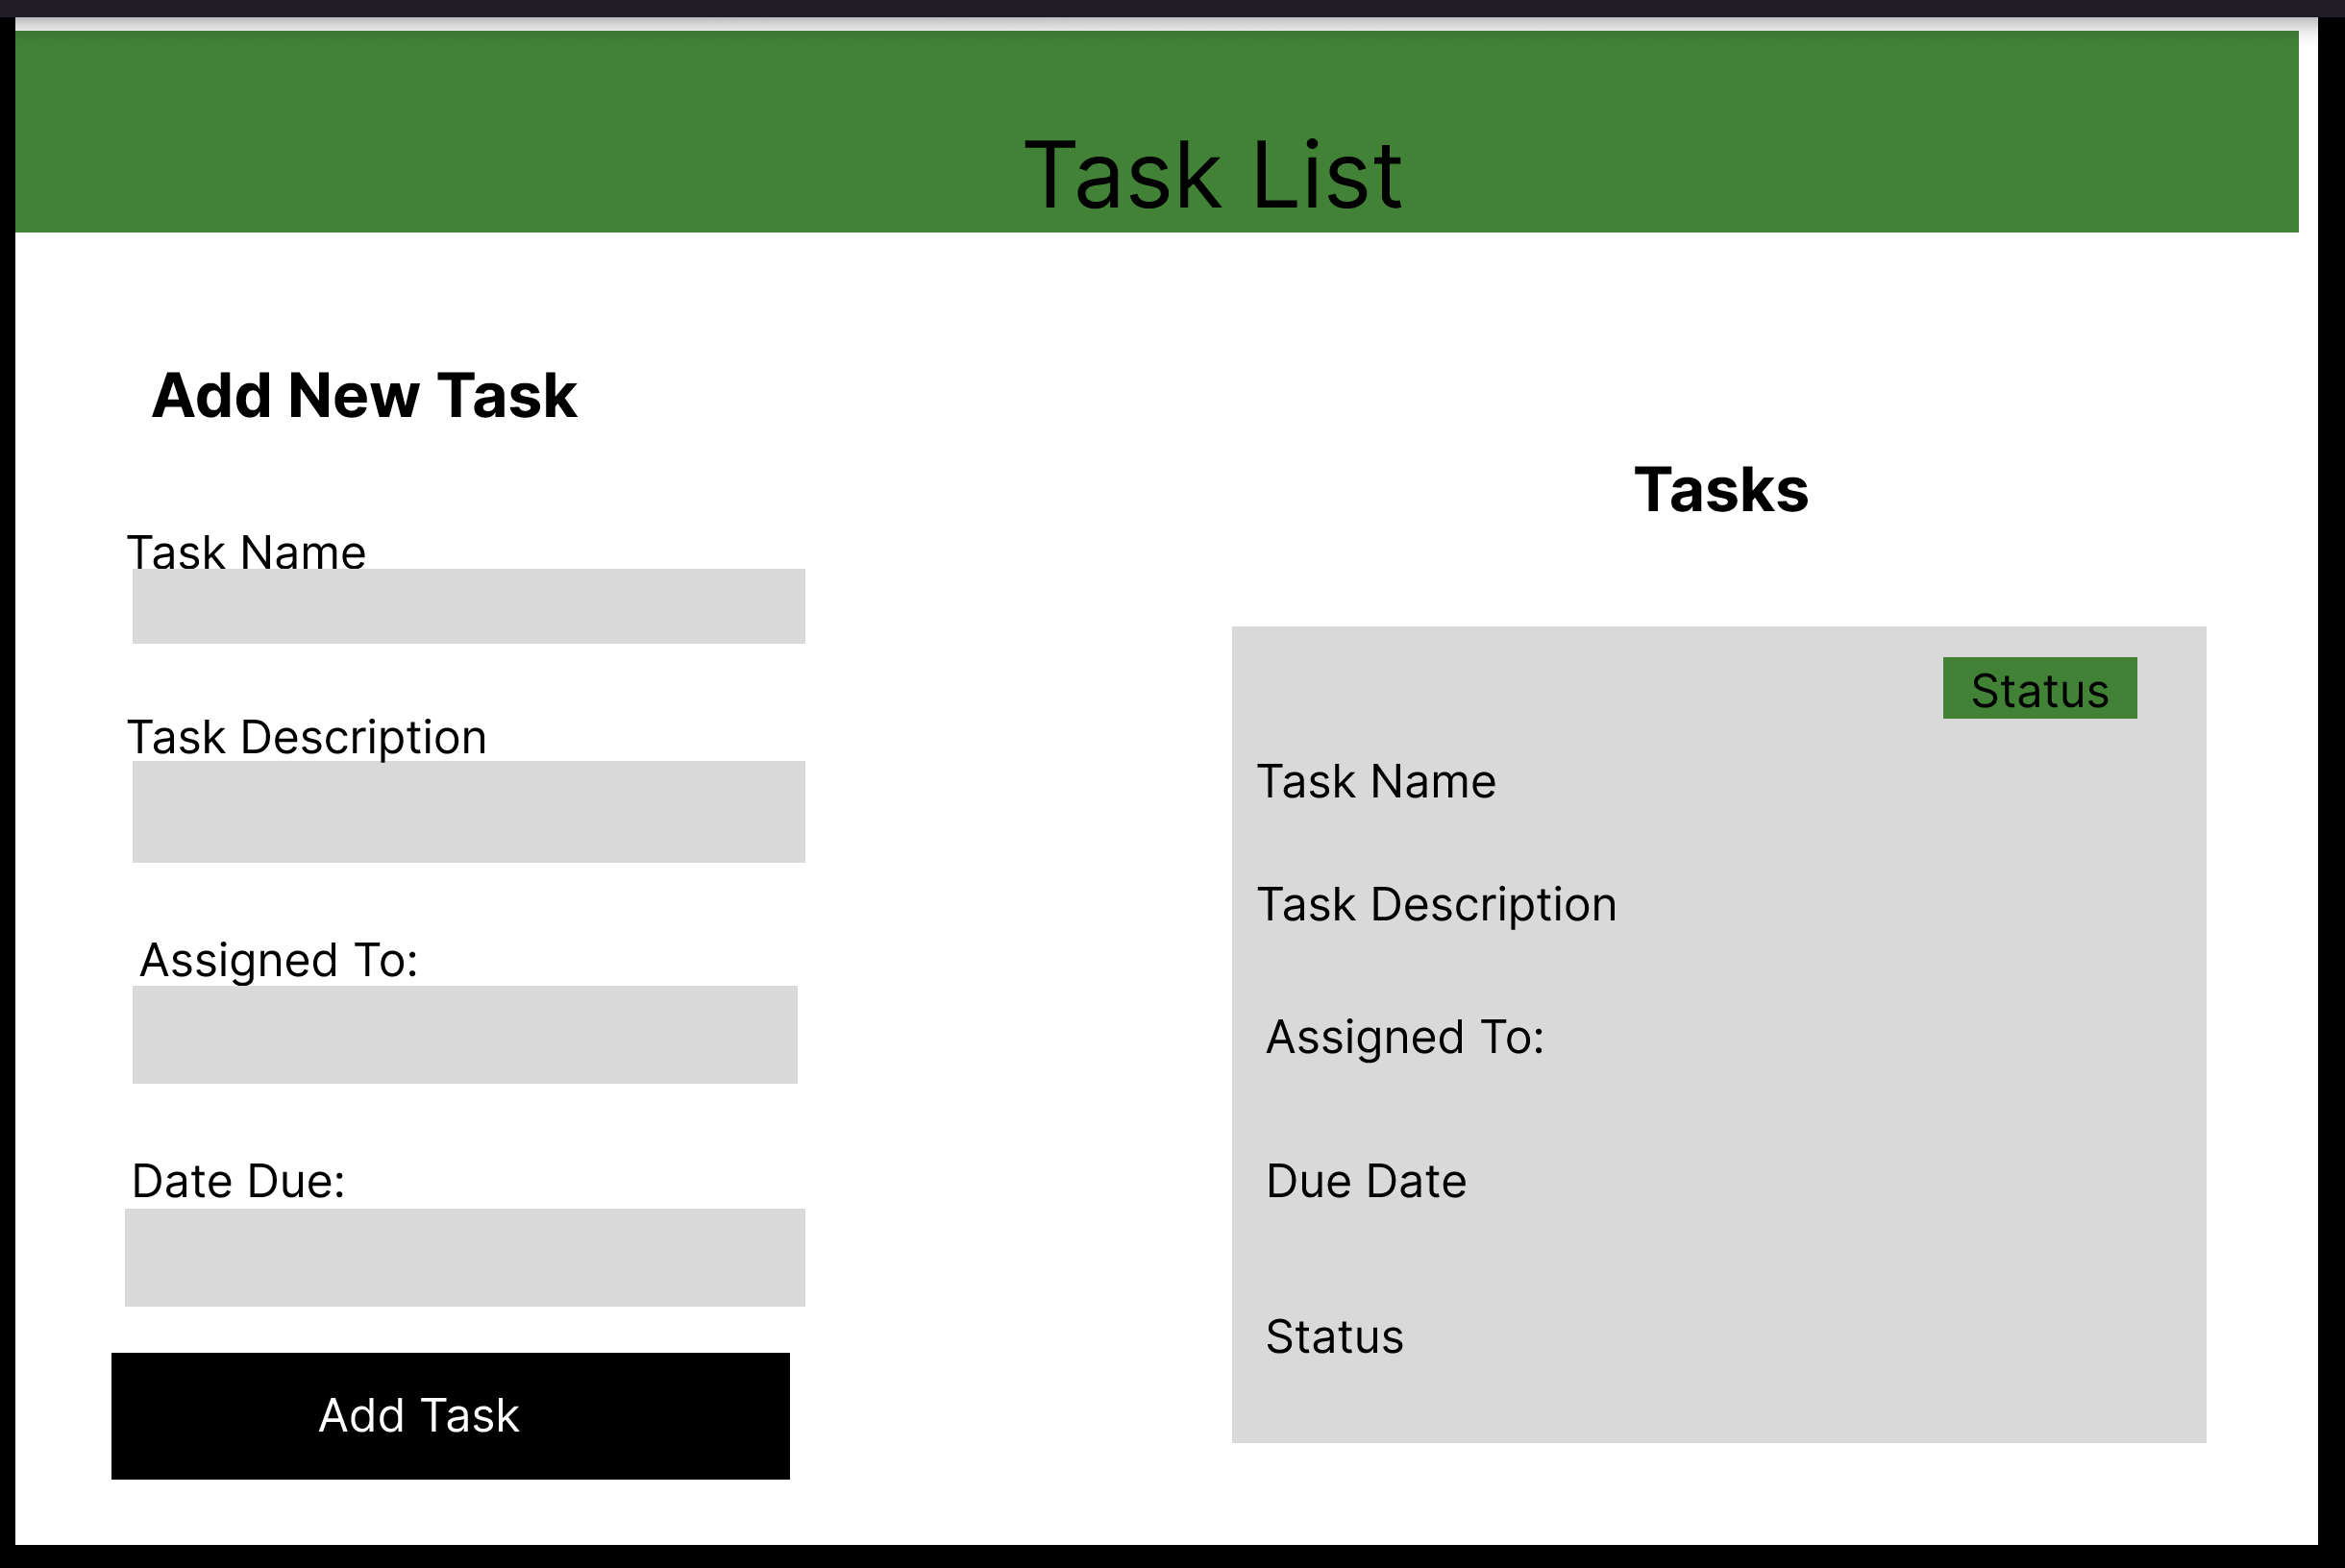 Task List
Add New Task
Task Name
Task Description
Assigned To:
Date Due:
Add Task
Tasks
Status
Task Name
Task Description
Assigned To:
Due Date
Status